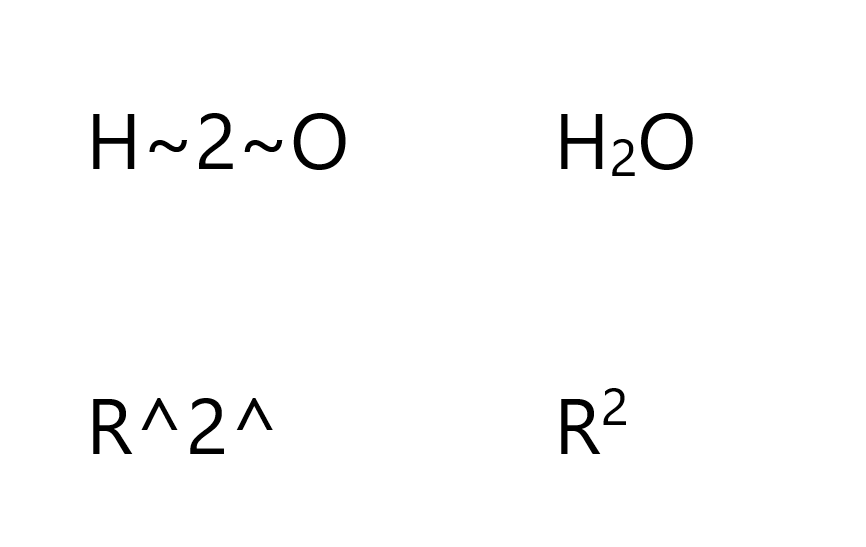 H~2~O H₂O
R^2^ R²